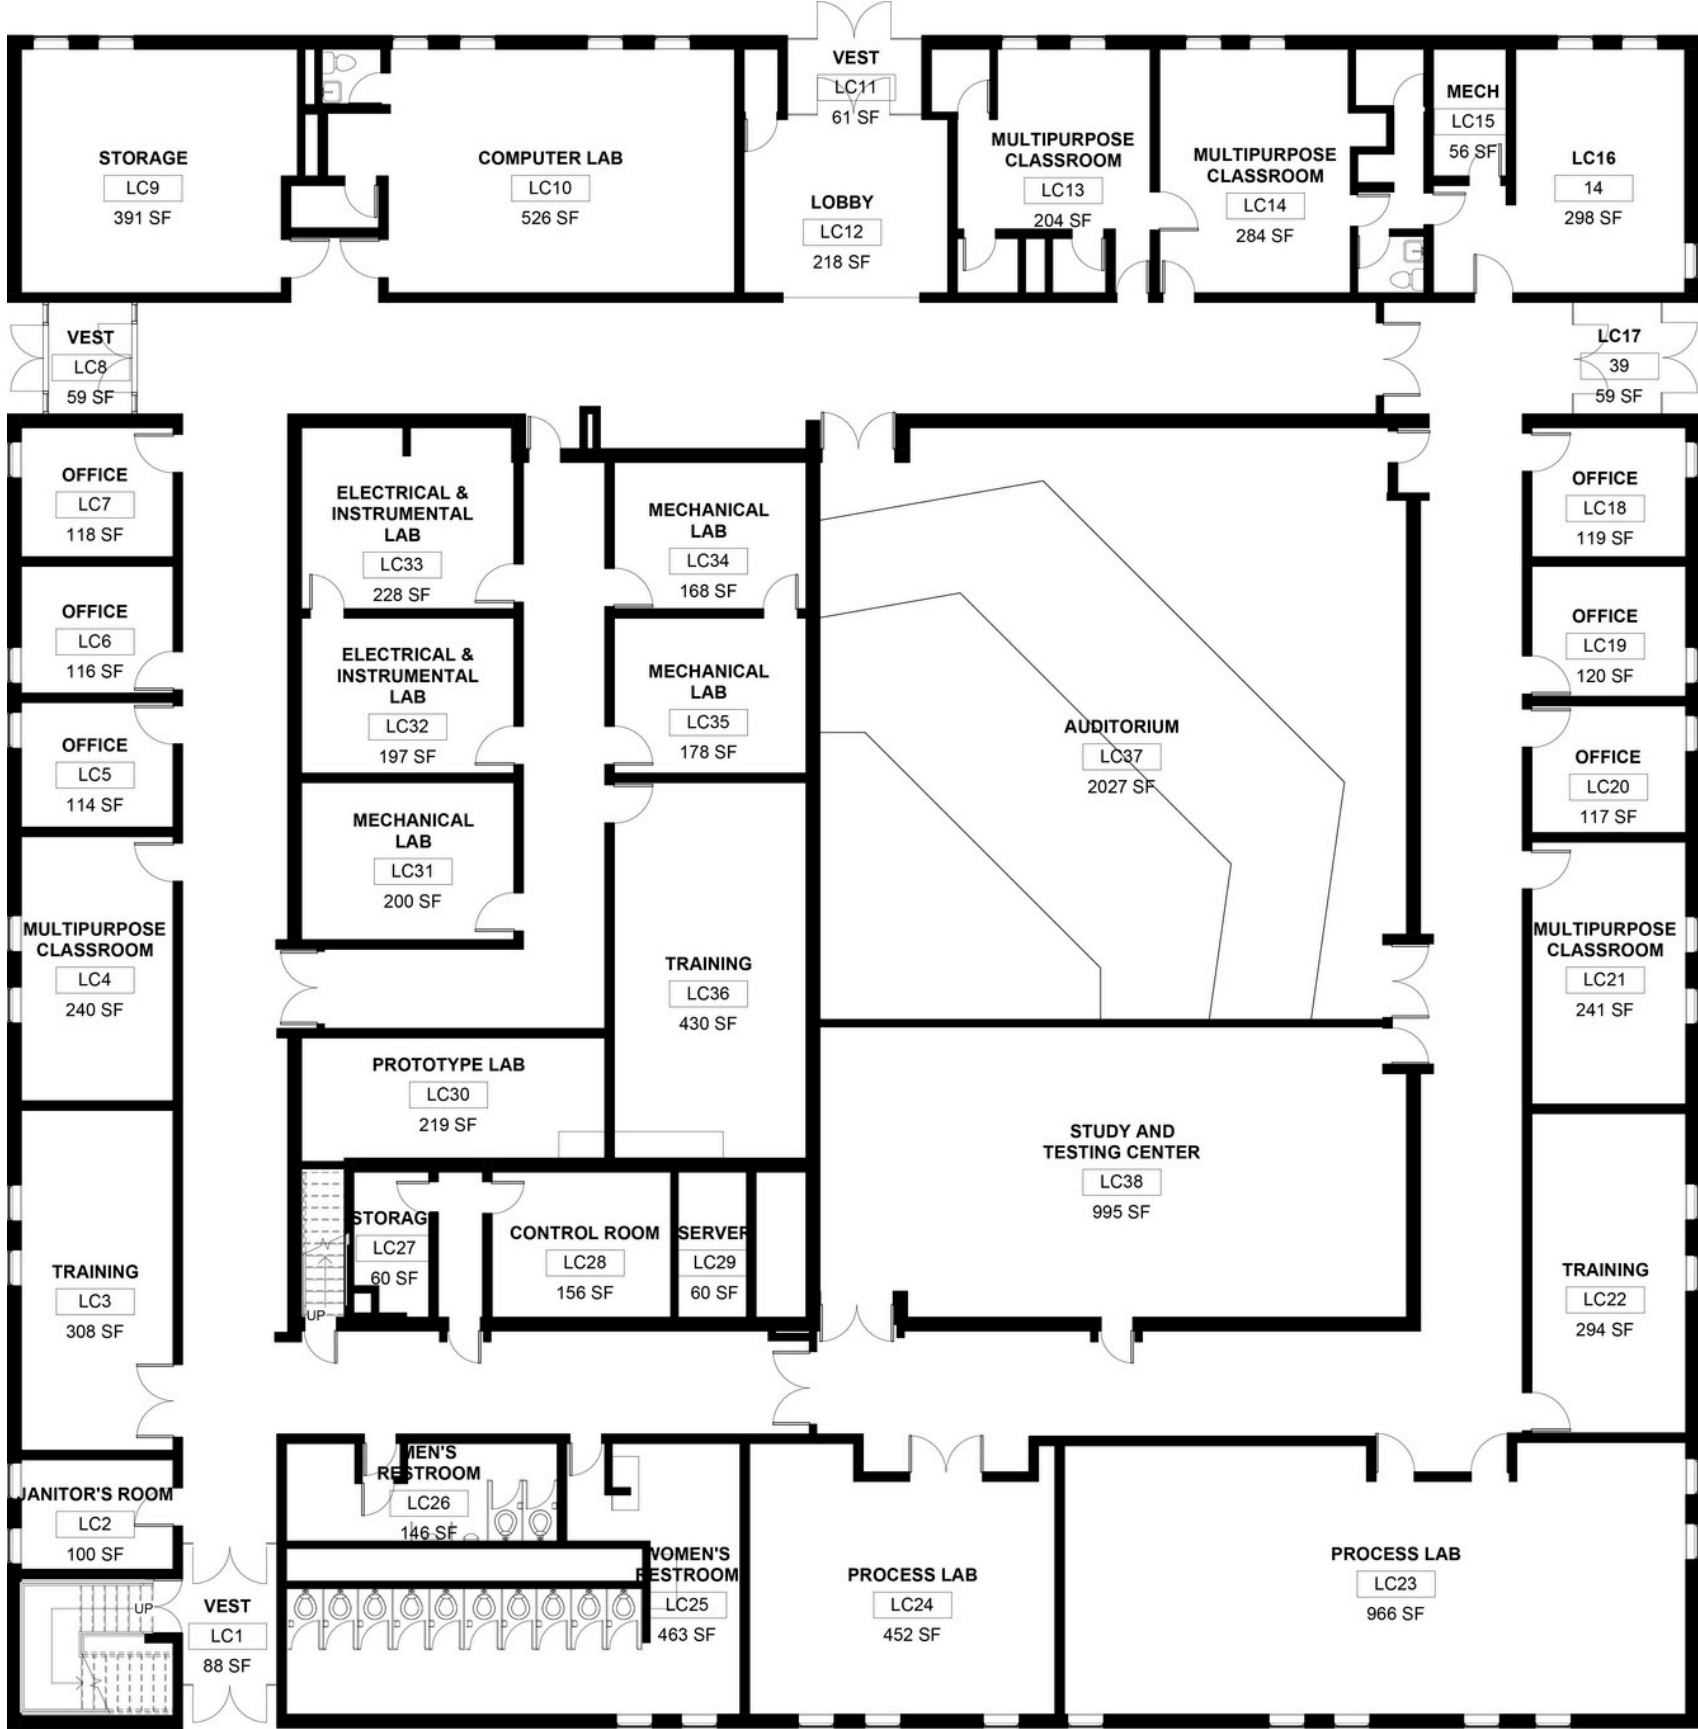 VEST
LC11
61 SF
STORAGE
LC9
391 SF
COMPUTER LAB
LC10
526 SF
LOBBY
LC12
218 SF
MULTIPURPOSE
CLASSROOM
LC13
204 SF
MULTIPURPOSE
CLASSROOM
LC14
284 SF
MECH
LC15
56 SF
LC16
14
298 SF
VEST
LC8
59 SF
LC17
39
59 SF
OFFICE
LC7
118 SF
ELECTRICAL &
INSTRUMENTAL
LAB
LC33
228 SF
MECHANICAL
LAB
LC34
168 SF
OFFICE
LC18
119 SF
OFFICE
LC6
116 SF
ELECTRICAL &
INSTRUMENTAL
LAB
LC32
197 SF
MECHANICAL
LAB
LC35
178 SF
OFFICE
LC19
120 SF
OFFICE
LC5
114 SF
AUDITORIUM
LC37
2027 SF
OFFICE
LC20
117 SF
MECHANICAL
LAB
LC31
200 SF
MULTIPURPOSE
CLASSROOM
LC4
240 SF
TRAINING
LC36
430 SF
MULTIPURPOSE
CLASSROOM
LC21
241 SF
PROTOTYPE LAB
LC30
219 SF
STUDY AND
TESTING CENTER
LC38
995 SF
STORAG
LC27
60 SF
UP
CONTROL ROOM
LC28
156 SF
SERVER
LC29
60 SF
TRAINING
LC3
308 SF
TRAINING
LC22
294 SF
JANITOR'S ROOM
LC2
100 SF
MEN'S
RESTROOM
LC26
146 SF
WOMEN'S
RESTROOM
LC25
463 SF
PROCESS LAB
LC24
452 SF
PROCESS LAB
LC23
966 SF
UP
VEST
LC1
88 SF